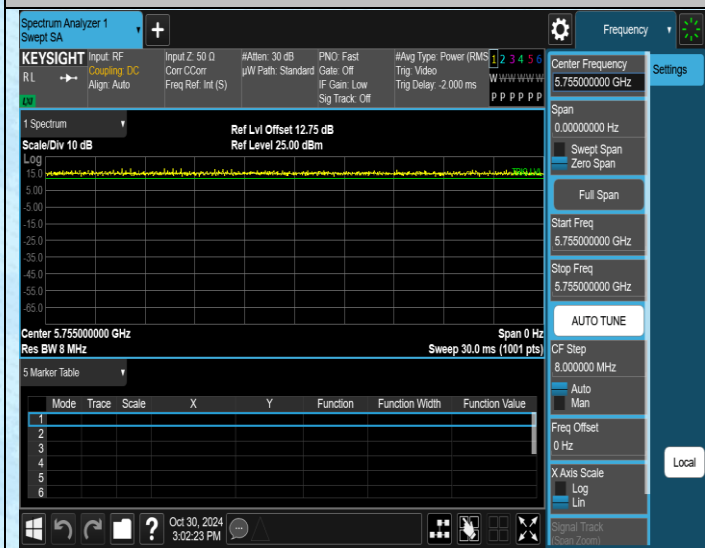 Spectrum Analyzer 1
Swept SA
Frequency
KEYSIGHT
RL
LXI
Input: RF
Coupling: DC
Align: Auto
Input Z: 50 Ω
Corr CCorr
Freq Ref: Int (S)
#Atten: 30 dB
µW Path: Standard
PNO: Fast
Gate: Off
IF Gain: Low
Sig Track: Off
#Avg Type: Power (RMS
Trig: Video
Trig Delay: -2.000 ms
1 2 3 4 5 6
W W W W W W
P P P P P P
1 Spectrum
Scale/Div 10 dB
Ref Lvl Offset 12.75 dB
Ref Level 25.00 dBm
Log
15.0
5.00
-5.00
-15.0
-25.0
-35.0
-45.0
-55.0
-65.0
Center 5.755000000 GHz
Span 0 Hz
Res BW 8 MHz
Sweep 30.0 ms (1001 pts)
5 Marker Table
Mode Trace Scale X Y Function Function Width Function Value
1
2
3
4
5
6
Oct 30, 2024
3:02:23 PM
Center Frequency
5.755000000 GHz
Span
0.00000000 Hz
Swept Span
Zero Span
Full Span
Start Freq
5.755000000 GHz
Stop Freq
5.755000000 GHz
AUTO TUNE
CF Step
8.000000 MHz
Auto
Man
Freq Offset
0 Hz
X Axis Scale
Log
Lin
Signal Track
(Span Zoom)
Settings
Local